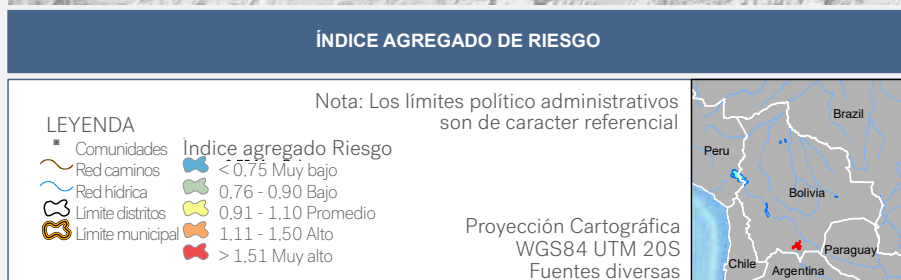 ÍNDICE AGREGADO DE RIESGO
Nota: Los límites político administrativos
son de caracter referencial
LEYENDA
Comunidades
Red caminos
Red hídrica
Límite distritos
Límite municipal
Índice agregado Riesgo
< 0,75 Muy bajo
0,76 - 0,90 Bajo
0,91 - 1,10 Promedio
1,11 - 1,50 Alto
> 1,51 Muy alto
Proyección Cartográfica
WGS84 UTM 20S
Fuentes diversas
Brazil
Peru
Bolivia
Paraguay
Chile
Argentina